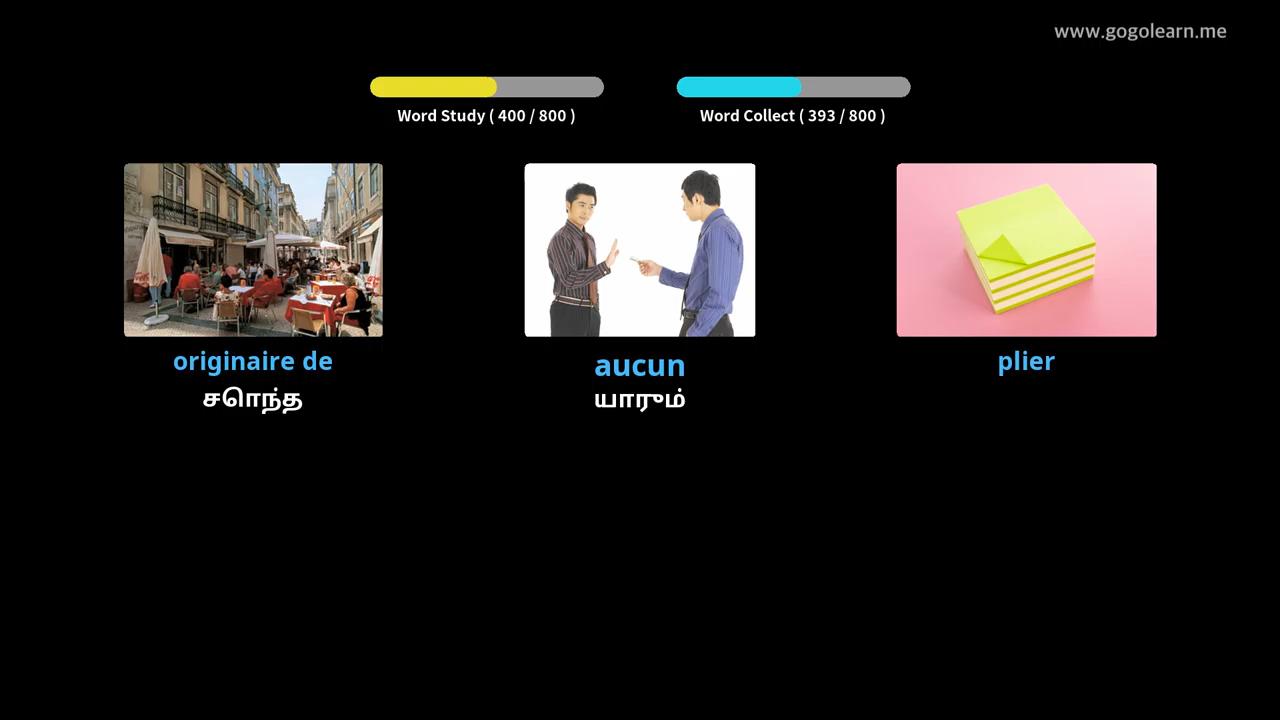 www.gogolearn.me
Word Study ( 400 / 800 )
Word Collect ( 393 / 800 )
originaire de
சொந்த
aucun
யாரும்
plier